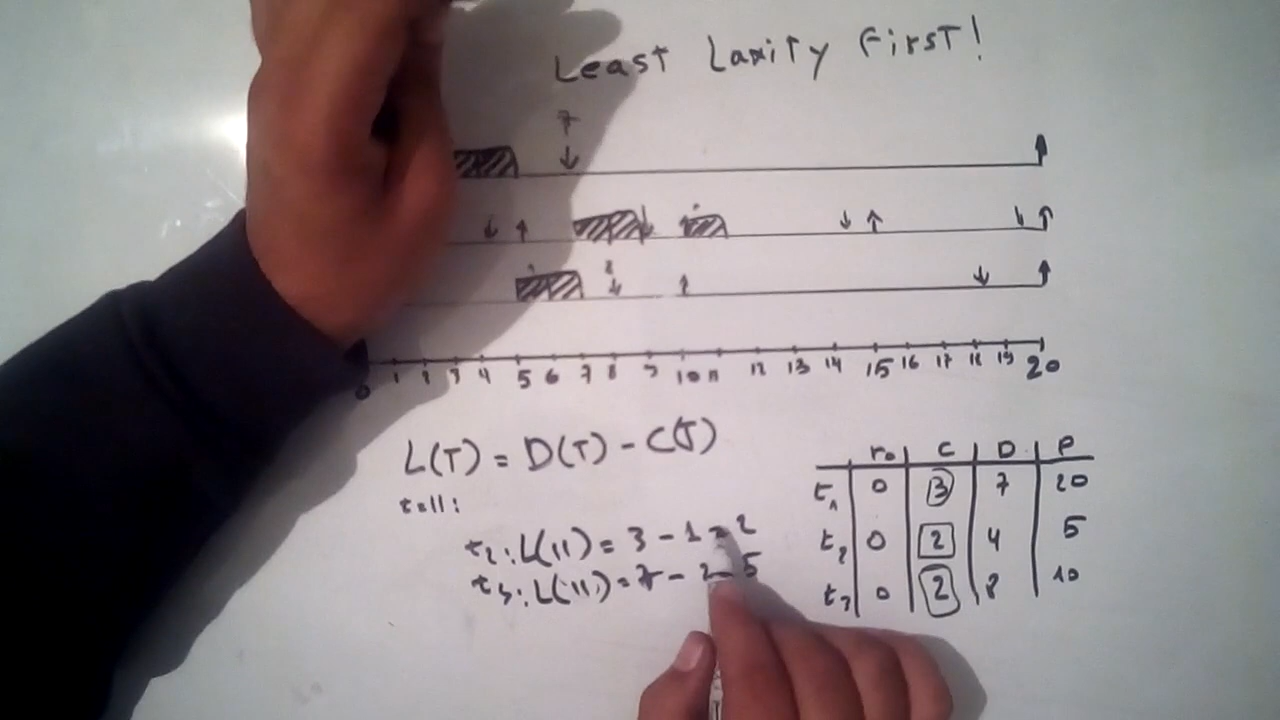 Least Laxity First!
7
8
0 1 2 3 4 5 6 7 8 9 10 11 12 13 14 15 16 17 18 19 20
L(T) = D(T) - C(T)
t=11:
t2: L(11) = 3 - 1 = 2
t3: L(11) = 7 - 2 = 5
r0 C D P
t1 0 3 7 20
t2 0 2 4 5
t3 0 2 8 10